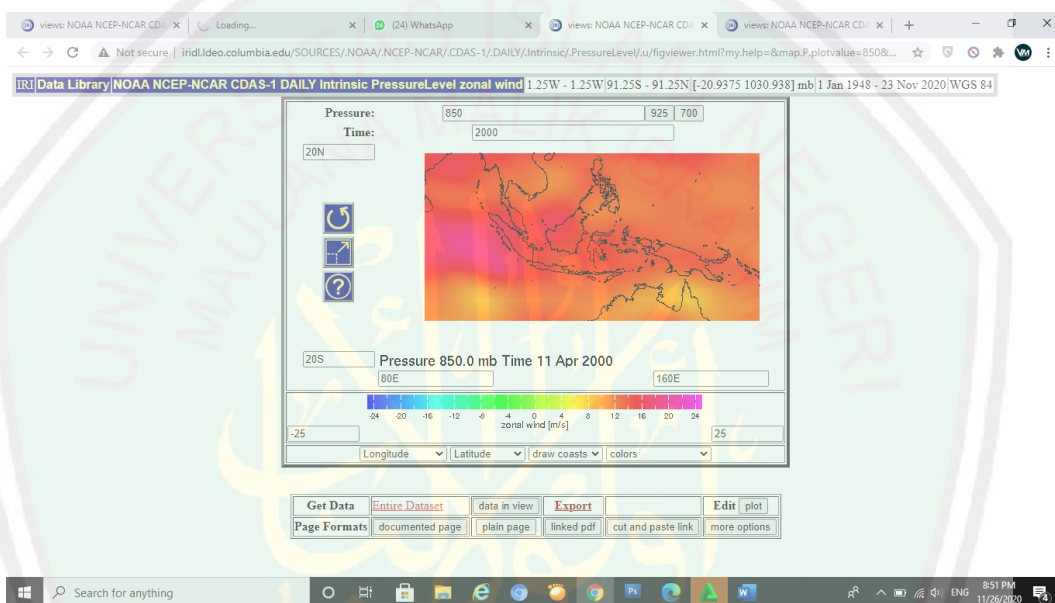 views: NOAA NCEP-NCAR CDA
Loading...
(24) WhatsApp
views: NOAA NCEP-NCAR CDA
views: NOAA NCEP-NCAR CDA
Not secure | iridl.ldeo.columbia.edu/SOURCES/.NOAA/.NCEP-NCAR/.CDAS-1/.DAILY/.Intrinsic/.PressureLevel/.u/figviewer.html?my.help=&map.P.plotvalue=850&...
VM
IRI Data Library NOAA NCEP-NCAR CDAS-1 DAILY Intrinsic PressureLevel zonal wind 1.25W - 1.25W 91.25S - 91.25N [-20.9375 1030.938] mb 1 Jan 1948 - 23 Nov 2020 WGS 84
Pressure: 850 925 700
Time: 2000
20N
20S
Pressure 850.0 mb Time 11 Apr 2000
80E 160E
-24 -20 -16 -12 -8 -4 0 4 8 12 16 20 24
zonal wind [m/s]
-25 25
Longitude Latitude draw coasts colors
Get Data Entire Dataset data in view Export Edit plot
Page Formats documented page plain page linked pdf cut and paste link more options
Search for anything
Ps
W
ENG
8:51 PM
11/26/2020
4